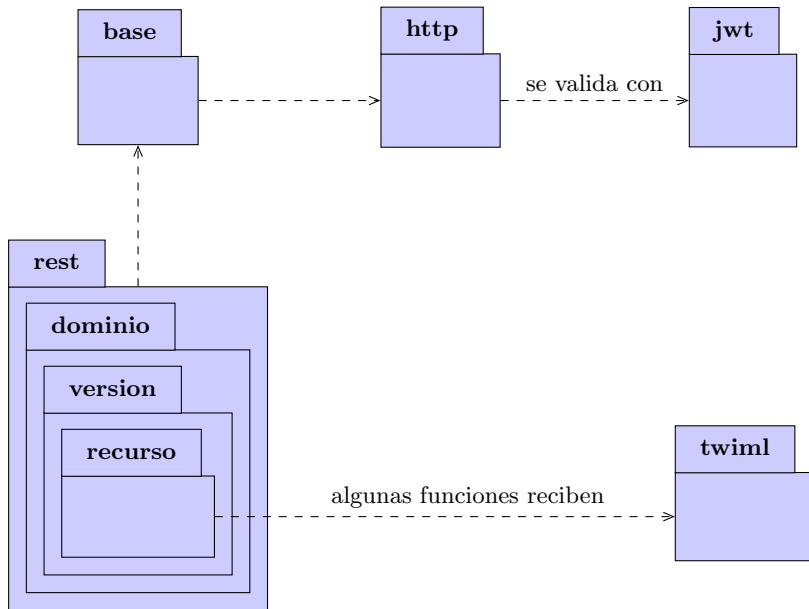 base
http
jwt
se valida con
rest
dominio
version
recurso
twiml
algunas funciones reciben